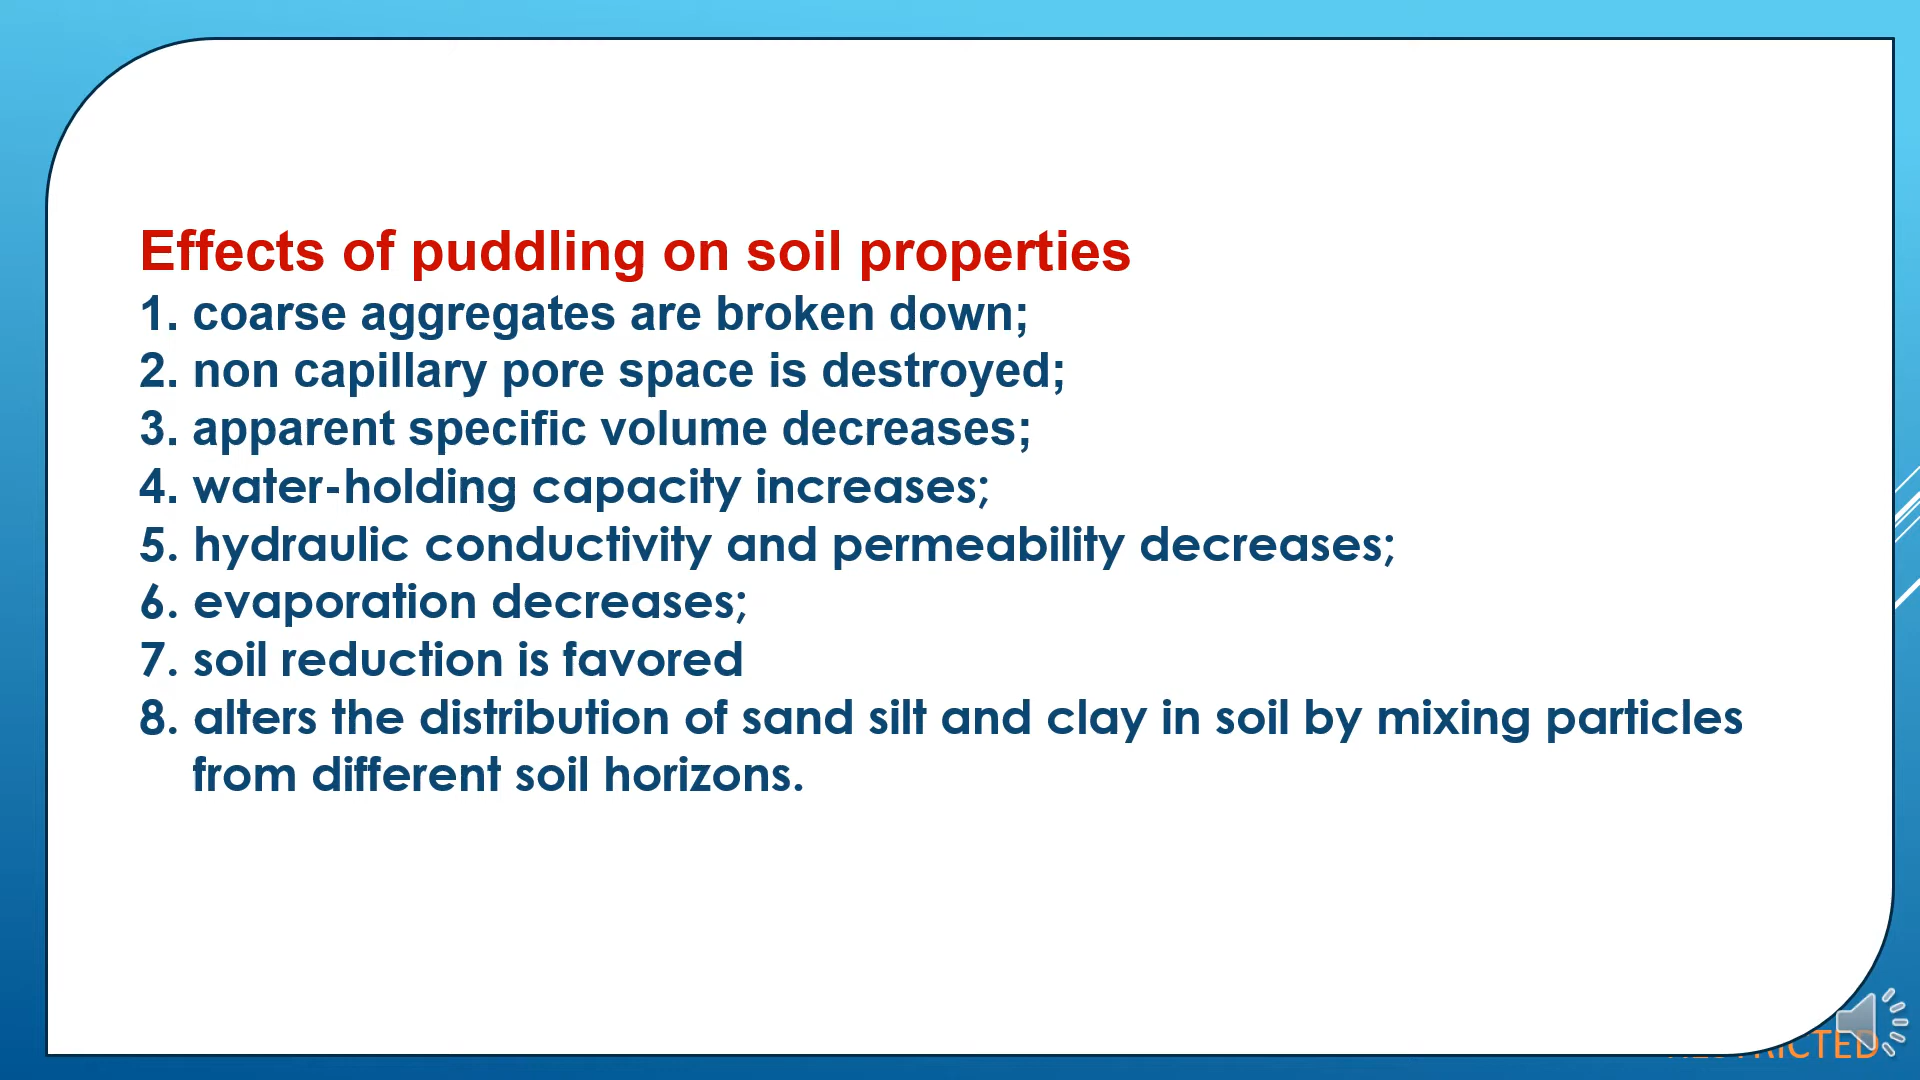 Effects of puddling on soil properties
1. coarse aggregates are broken down;
2. non capillary pore space is destroyed;
3. apparent specific volume decreases;
4. water-holding capacity increases;
5. hydraulic conductivity and permeability decreases;
6. evaporation decreases;
7. soil reduction is favored
8. alters the distribution of sand silt and clay in soil by mixing particles
from different soil horizons.